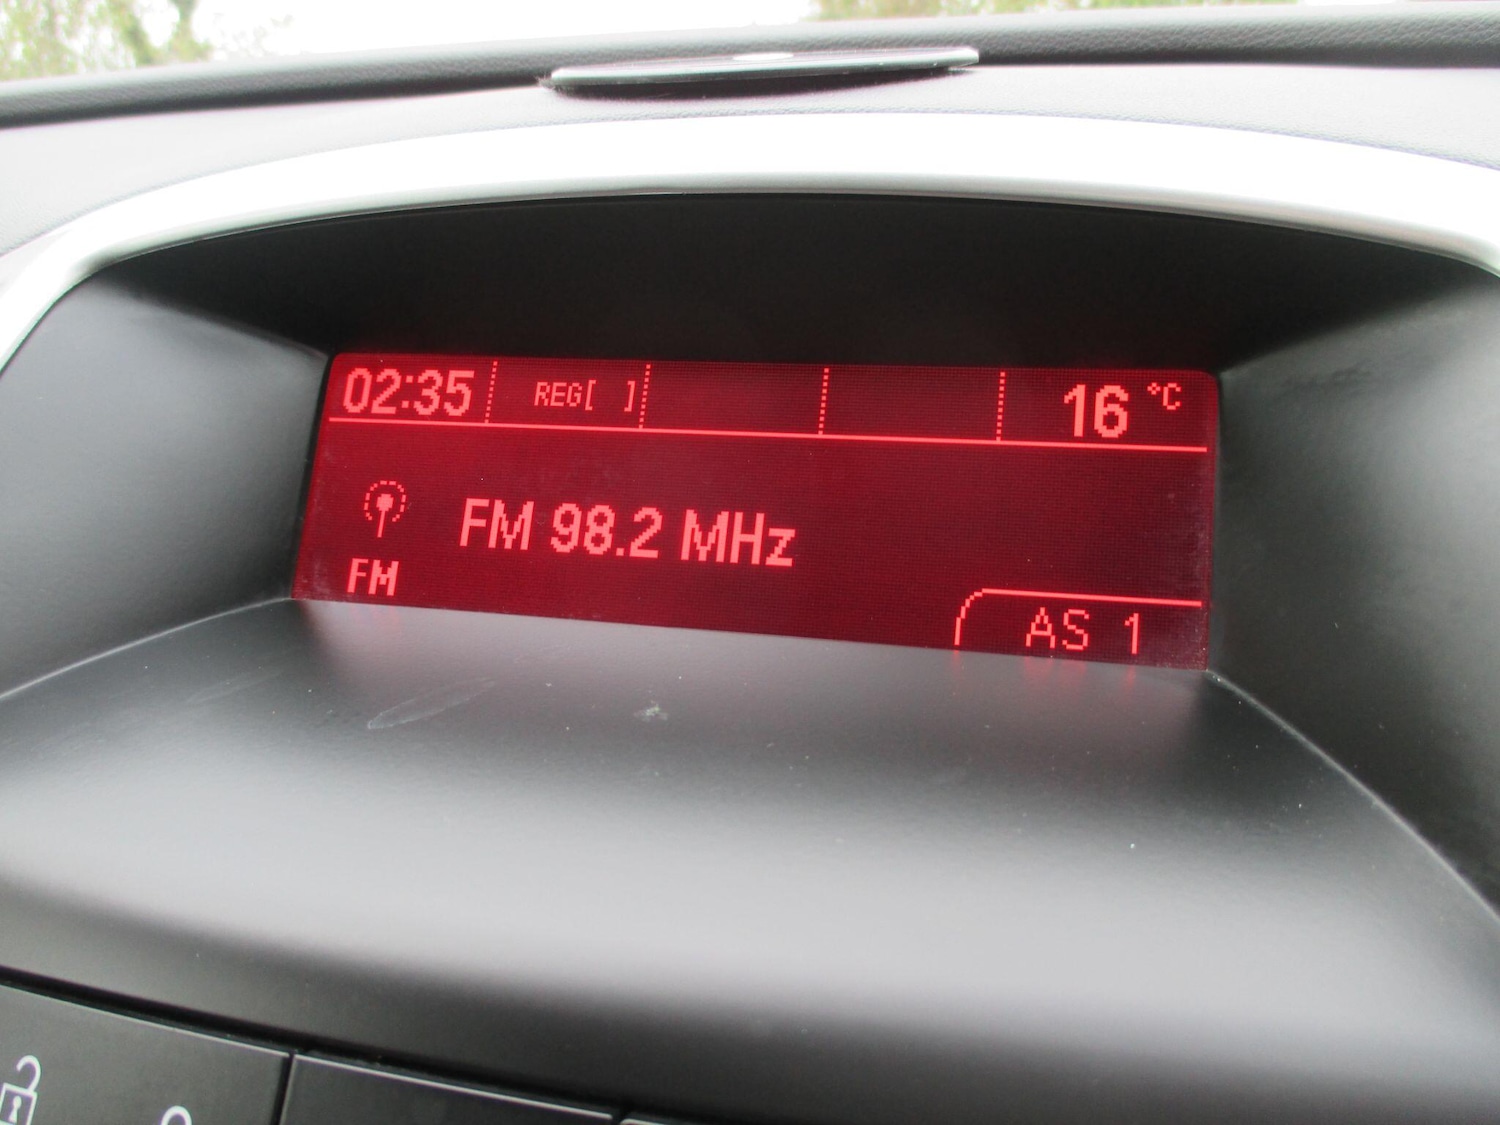 02:35 REG[ ] 16 °C
FM 98.2 MHz
FM
AS 1